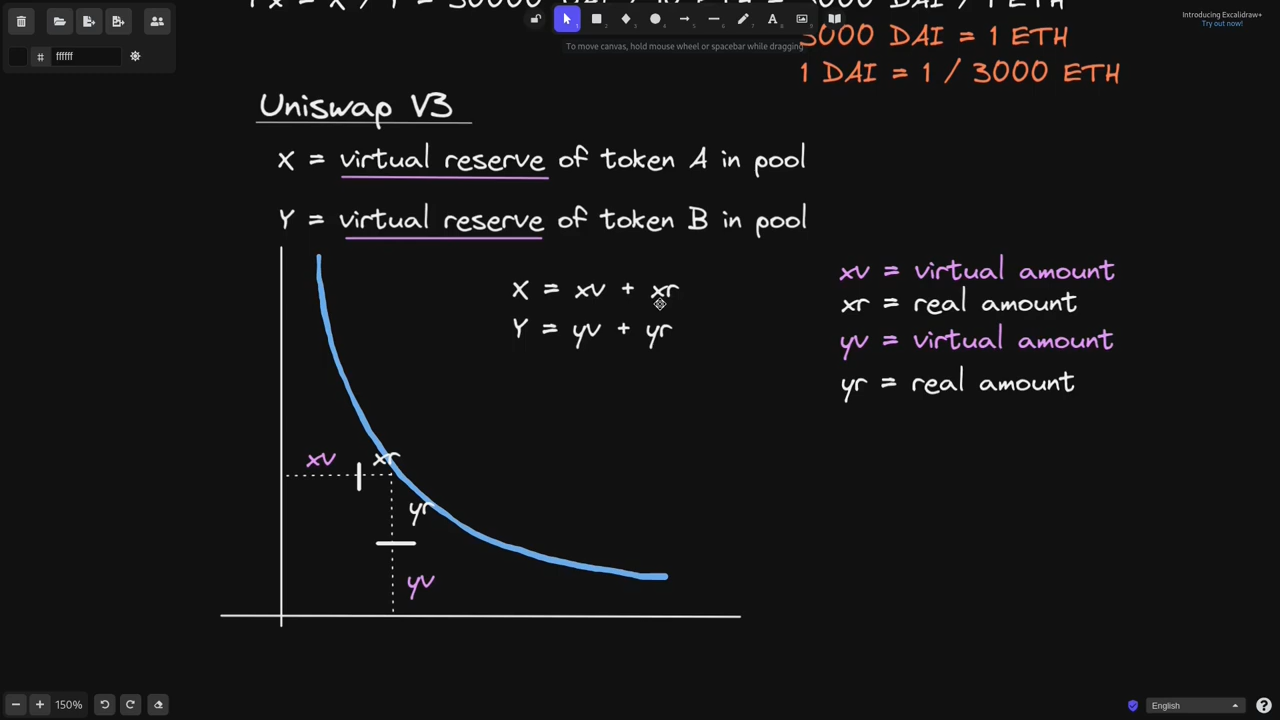 Introducing Excalidraw+
Try out now!
# ffffff
To move canvas, hold mouse wheel or spacebar while dragging
3000 DAI = 1 ETH
1 DAI = 1 / 3000 ETH
Uniswap V3
X = virtual reserve of token A in pool
Y = virtual reserve of token B in pool
X = xv + xr
Y = yv + yr
xv = virtual amount
xr = real amount
yv = virtual amount
yr = real amount
xv
xr
yr
yv
150%
English